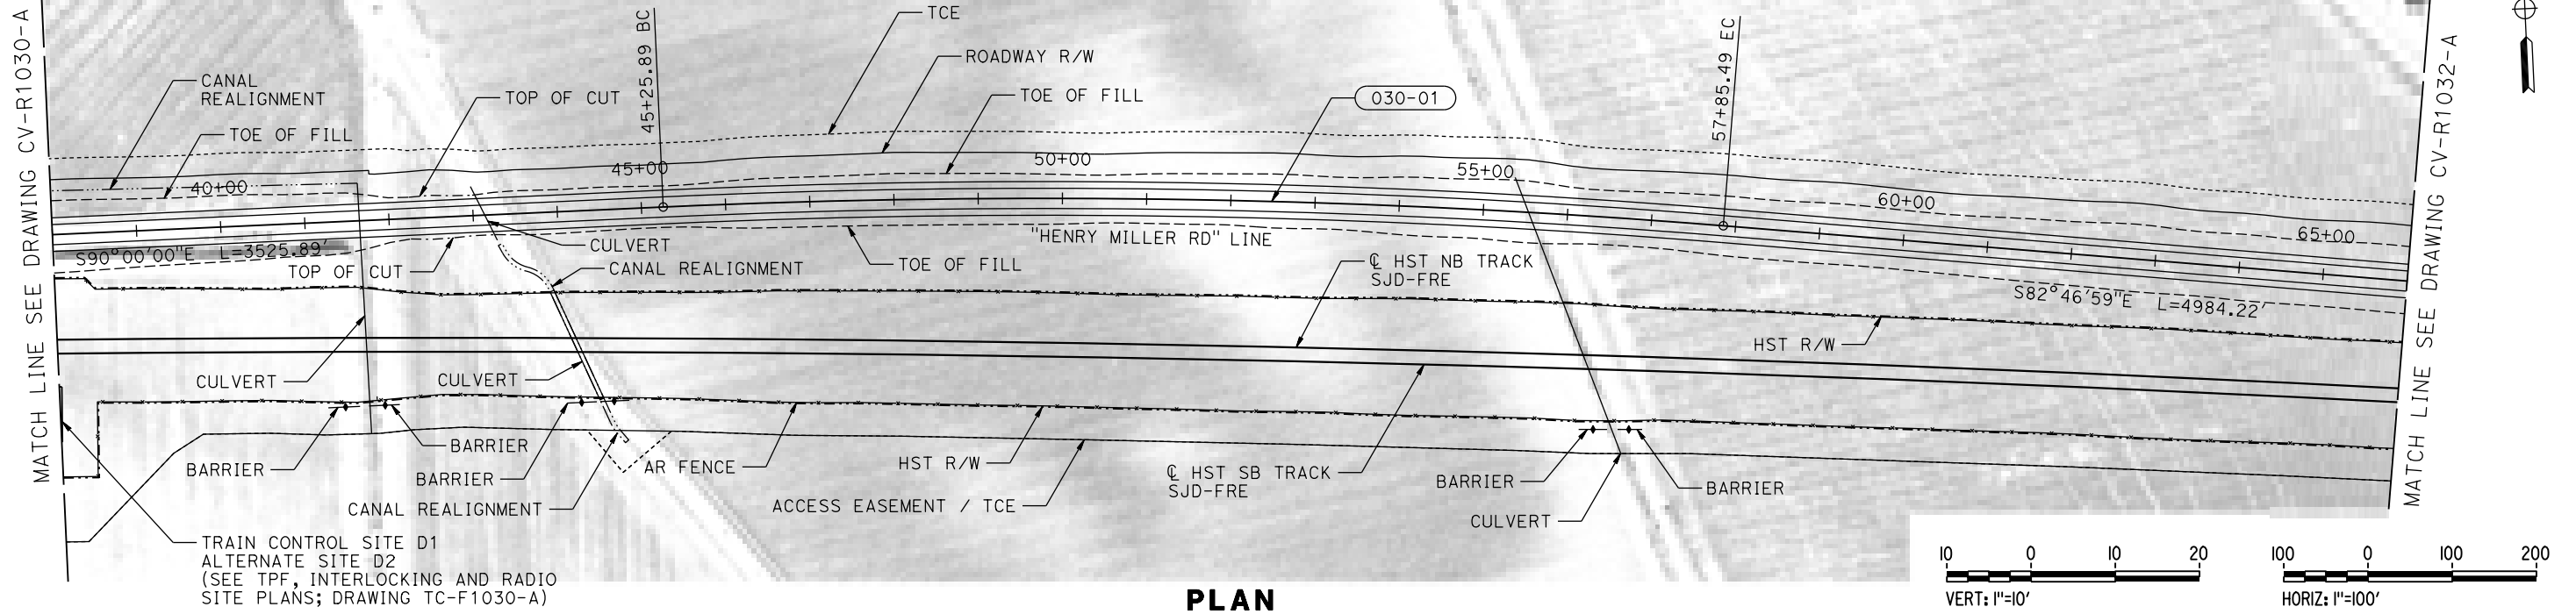 MATCH LINE SEE DRAWING CV-R1030-A
CANAL
REALIGNMENT
TOE OF FILL
TOP OF CUT
45+25.89 BC
TCE
ROADWAY R/W
TOE OF FILL
030-01
57+85.49 EC
MATCH LINE SEE DRAWING CV-R1032-A
40+00
45+00
50+00
55+00
60+00
65+00
S90°00'00"E L=3525.89'
TOP OF CUT
CULVERT
CANAL REALIGNMENT
TOE OF FILL
"HENRY MILLER RD" LINE
℄ HST NB TRACK
SJD-FRE
S82°46'59"E L=4984.22'
HST R/W
CULVERT
CULVERT
BARRIER
BARRIER
BARRIER
CANAL REALIGNMENT
AR FENCE
HST R/W
ACCESS EASEMENT / TCE
℄ HST SB TRACK
SJD-FRE
BARRIER
BARRIER
CULVERT
TRAIN CONTROL SITE D1
ALTERNATE SITE D2
(SEE TPF, INTERLOCKING AND RADIO
SITE PLANS; DRAWING TC-F1030-A)
PLAN
10 0 10 20
VERT: 1"=10'
100 0 100 200
HORIZ: 1"=100'